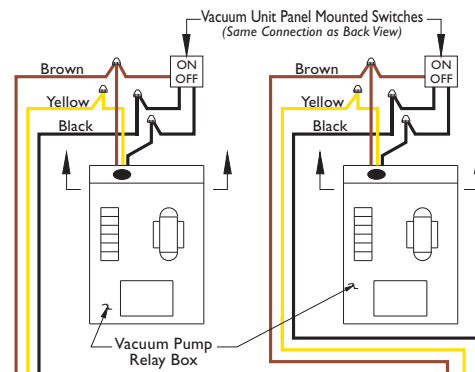 Vacuum Unit Panel Mounted Switches
(Same Connection as Back View)
ON
OFF
ON
OFF
Brown
Brown
Yellow
Yellow
Black
Black
Vacuum Pump
Relay Box